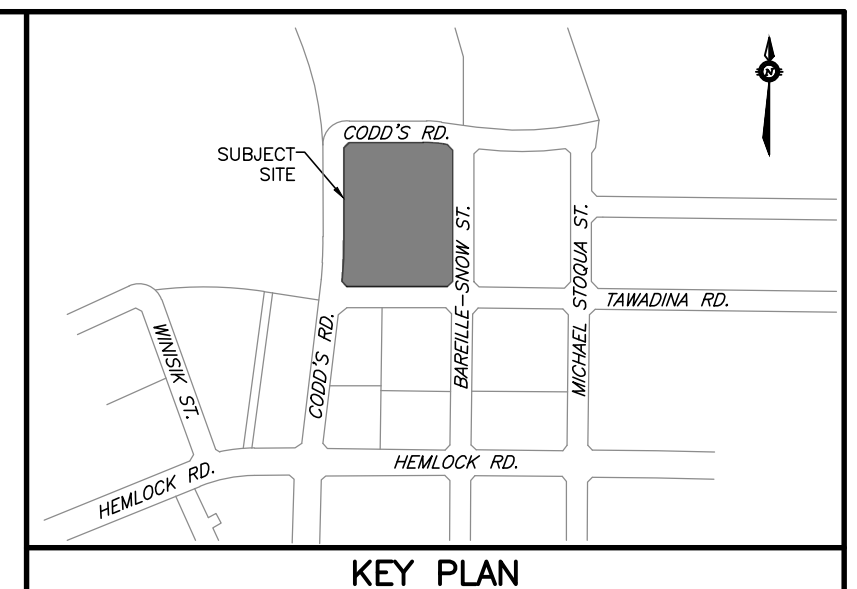 N
CODD'S RD.
SUBJECT
SITE
BAREILLE-SNOW ST.
MICHAEL STOQUA ST.
TAWADINA RD.
WINISIK ST.
CODD'S RD.
HEMLOCK RD.
HEMLOCK RD.
KEY PLAN